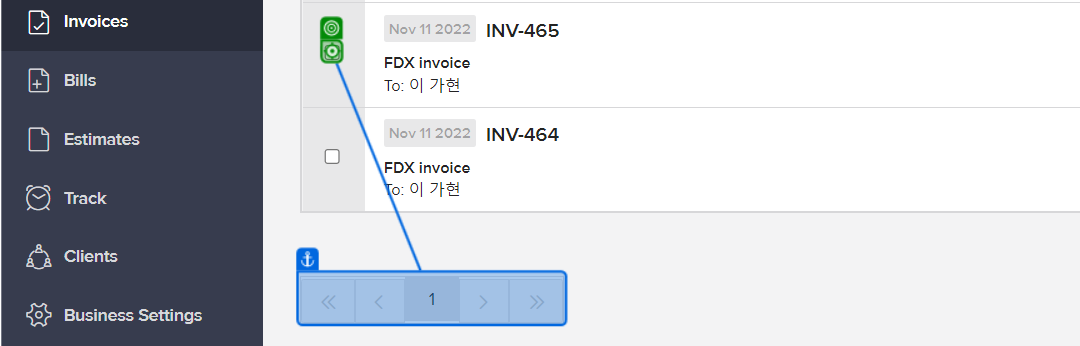 Invoices
Bills
Estimates
Track
Clients
Business Settings
Nov 11 2022 INV-465
FDX invoice
To: 이 가현
Nov 11 2022 INV-464
FDX invoice
To: 이 가현
1